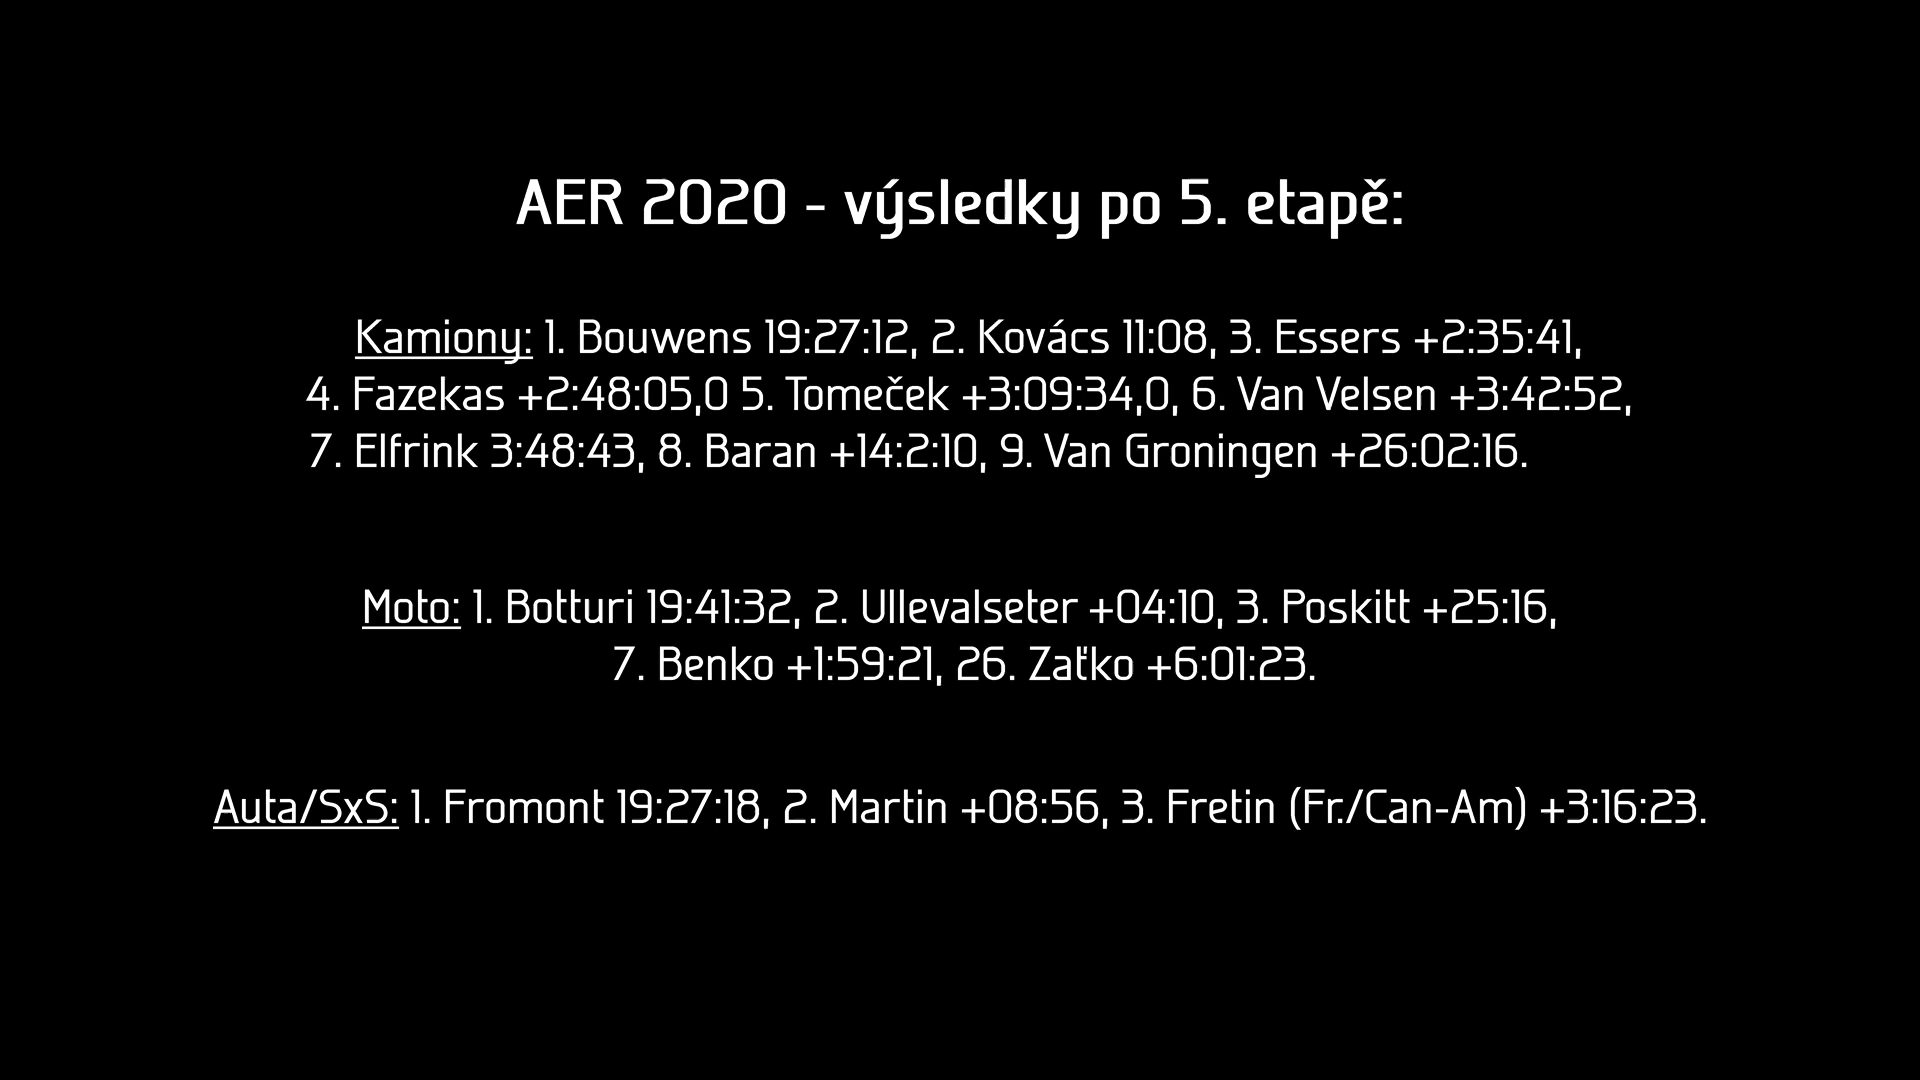 AER 2020 - výsledky po 5. etapě:
Kamiony: 1. Bouwens 19:27:12, 2. Kovács 11:08, 3. Essers +2:35:41,
4. Fazekas +2:48:05,0 5. Tomeček +3:09:34,0, 6. Van Velsen +3:42:52,
7. Elfrink 3:48:43, 8. Baran +14:2:10, 9. Van Groningen +26:02:16.
Moto: 1. Botturi 19:41:32, 2. Ullevalseter +04:10, 3. Poskitt +25:16,
7. Benko +1:59:21, 26. Zaťko +6:01:23.
Auta/SxS: 1. Fromont 19:27:18, 2. Martin +08:56, 3. Fretin (Fr./Can-Am) +3:16:23.